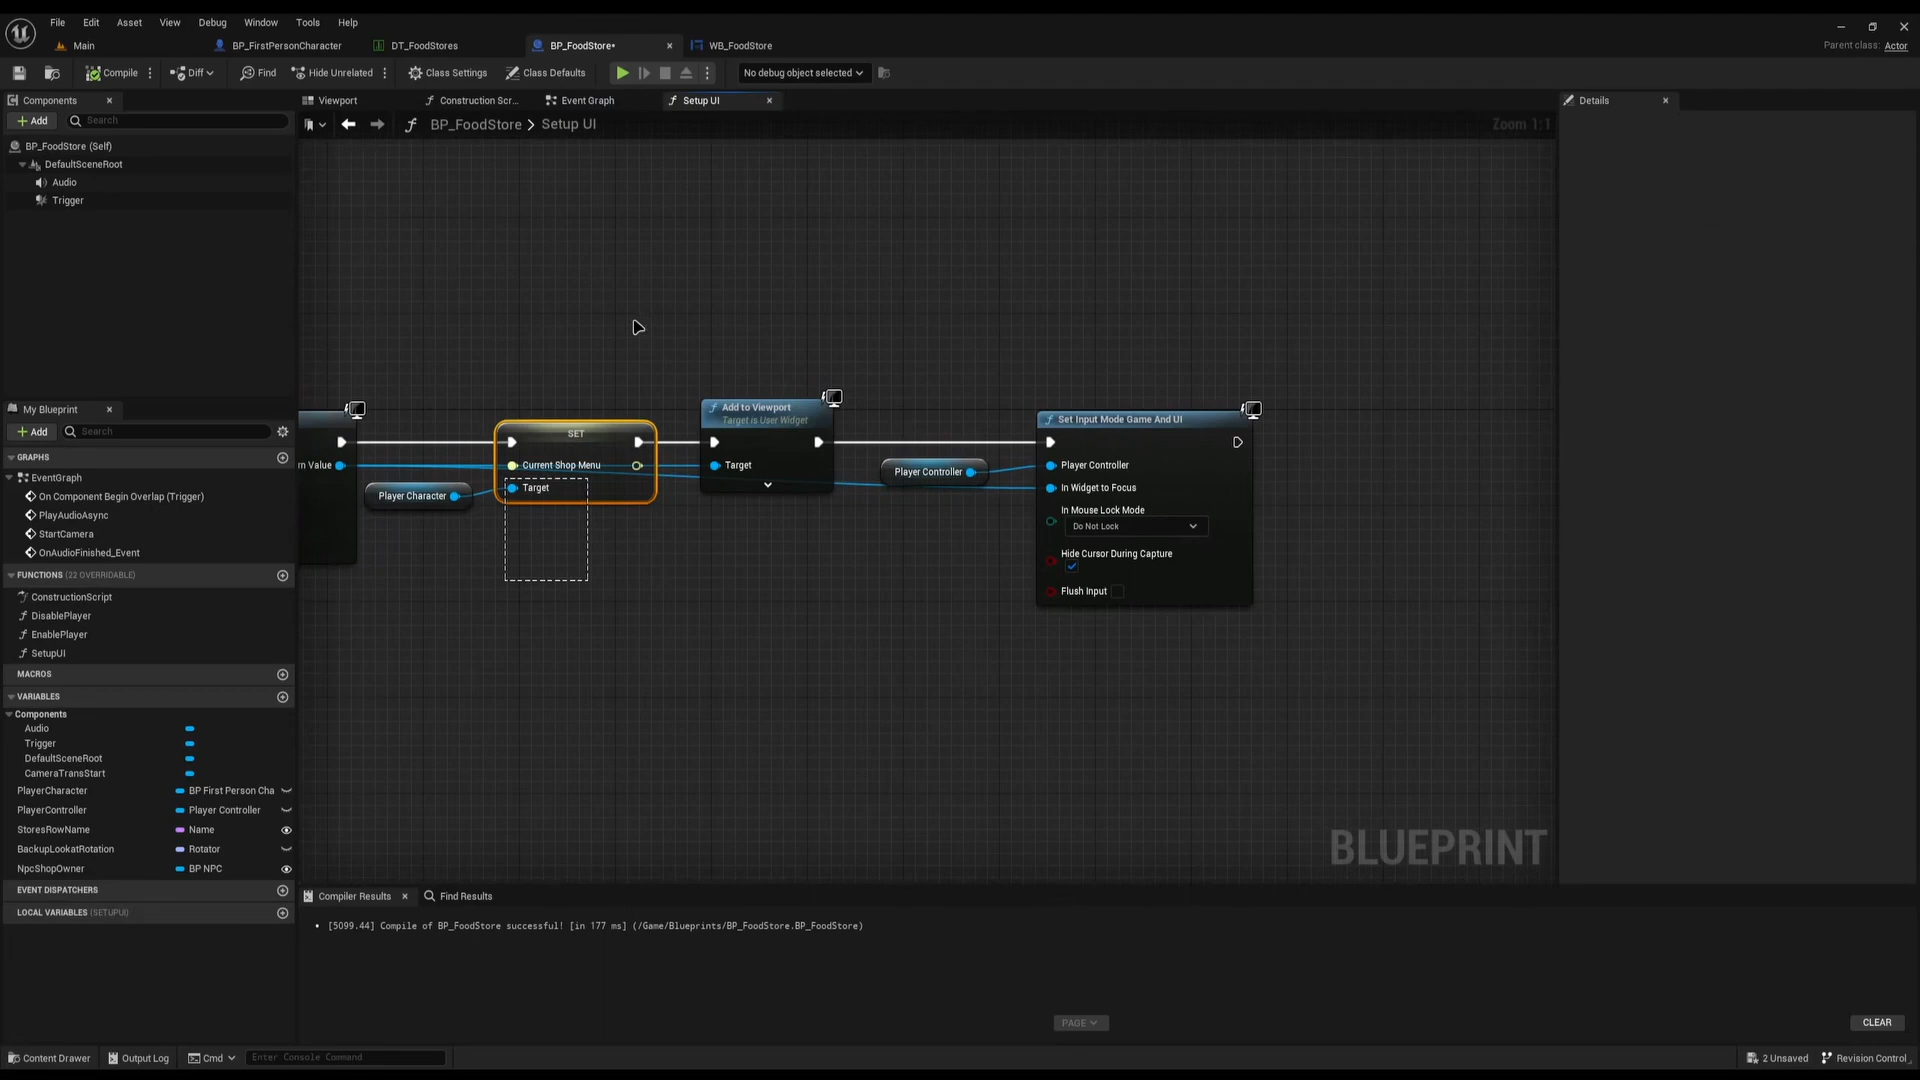 File Edit Asset View Debug Window Tools Help
Main BP_FirstPersonCharacter DT_FoodStores BP_FoodStore• WB_FoodStore
Parent class: Actor
Compile Diff Find Hide Unrelated Class Settings Class Defaults No debug object selected
Components
Viewport Construction Scr... Event Graph Setup UI
Details
Add Search
BP_FoodStore > Setup UI
Zoom 1:1
BP_FoodStore (Self)
DefaultSceneRoot
Audio
Trigger
My Blueprint
Add Search
GRAPHS
EventGraph
On Component Begin Overlap (Trigger)
PlayAudioAsync
StartCamera
OnAudioFinished_Event
FUNCTIONS (22 OVERRIDABLE)
ConstructionScript
DisablePlayer
EnablePlayer
SetupUI
MACROS
VARIABLES
Components
Audio
Trigger
DefaultSceneRoot
CameraTransStart
PlayerCharacter BP First Person Cha
PlayerController Player Controller
StoresRowName Name
BackupLookatRotation Rotator
NpcShopOwner BP NPC
EVENT DISPATCHERS
LOCAL VARIABLES (SETUPUI)
rn Value
Player Character
SET
Current Shop Menu
Target
Add to Viewport
Target is User Widget
Target
Player Controller
Set Input Mode Game And UI
Player Controller
In Widget to Focus
In Mouse Lock Mode
Do Not Lock
Hide Cursor During Capture
Flush Input
BLUEPRINT
Compiler Results Find Results
• [5099.44] Compile of BP_FoodStore successful! [in 177 ms] (/Game/Blueprints/BP_FoodStore.BP_FoodStore)
PAGE CLEAR
Content Drawer Output Log Cmd Enter Console Command 2 Unsaved Revision Control